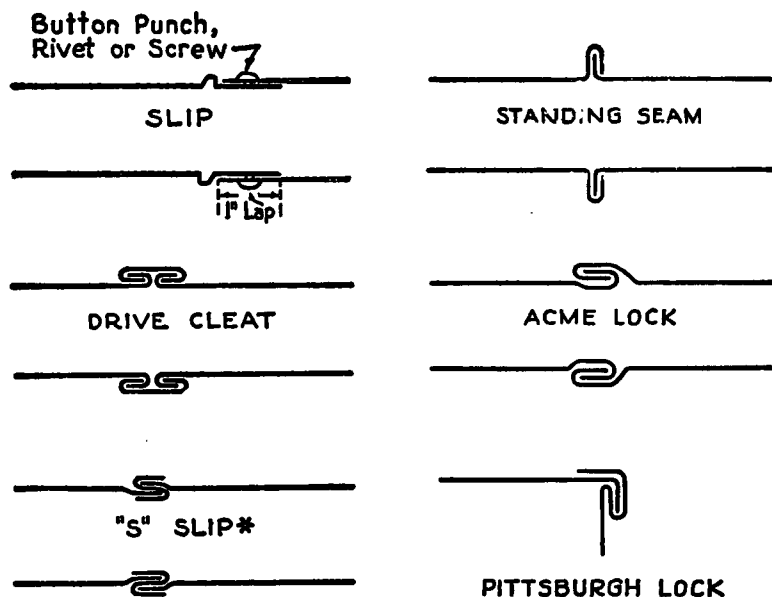 Button Punch,
Rivet or Screw
SLIP
1" Lap
DRIVE CLEAT
"S" SLIP*
STANDING SEAM
ACME LOCK
PITTSBURGH LOCK